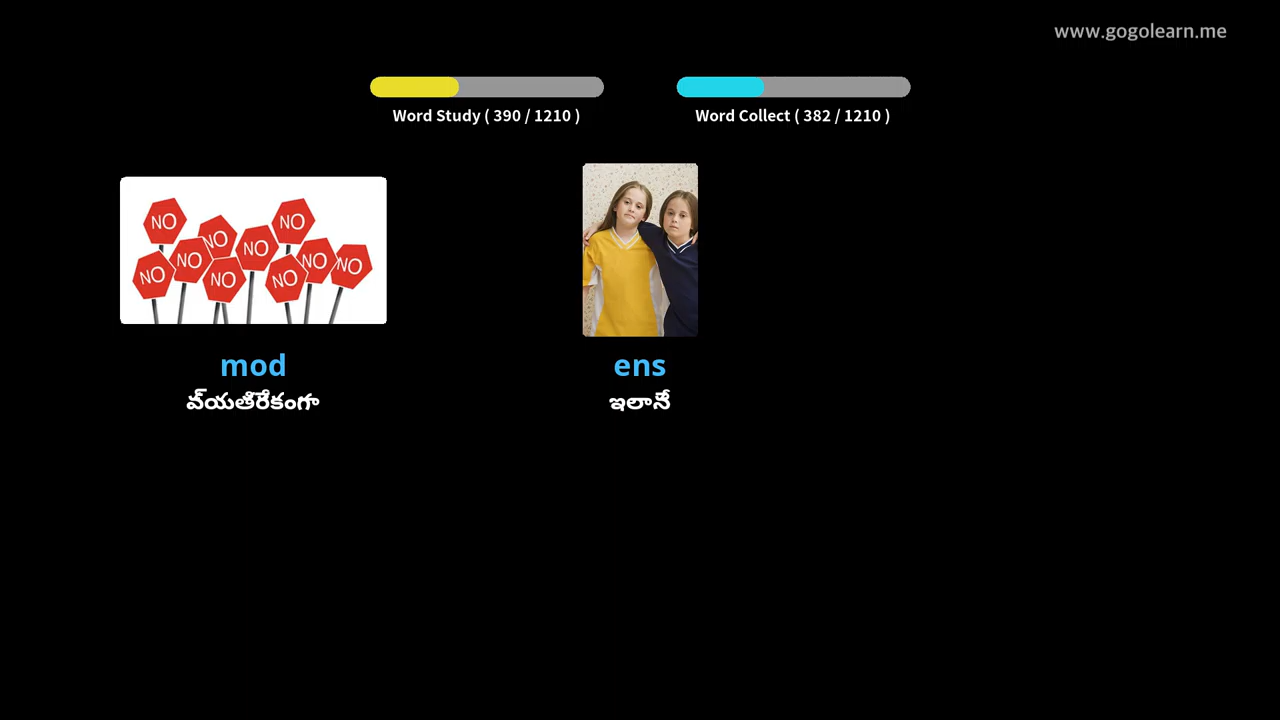 www.gogolearn.me
Word Study ( 390 / 1210 )
Word Collect ( 382 / 1210 )
NO NO NO NO NO NO NO NO NO NO
mod
ens
వ్యతిరేకంగా
ఇలానే